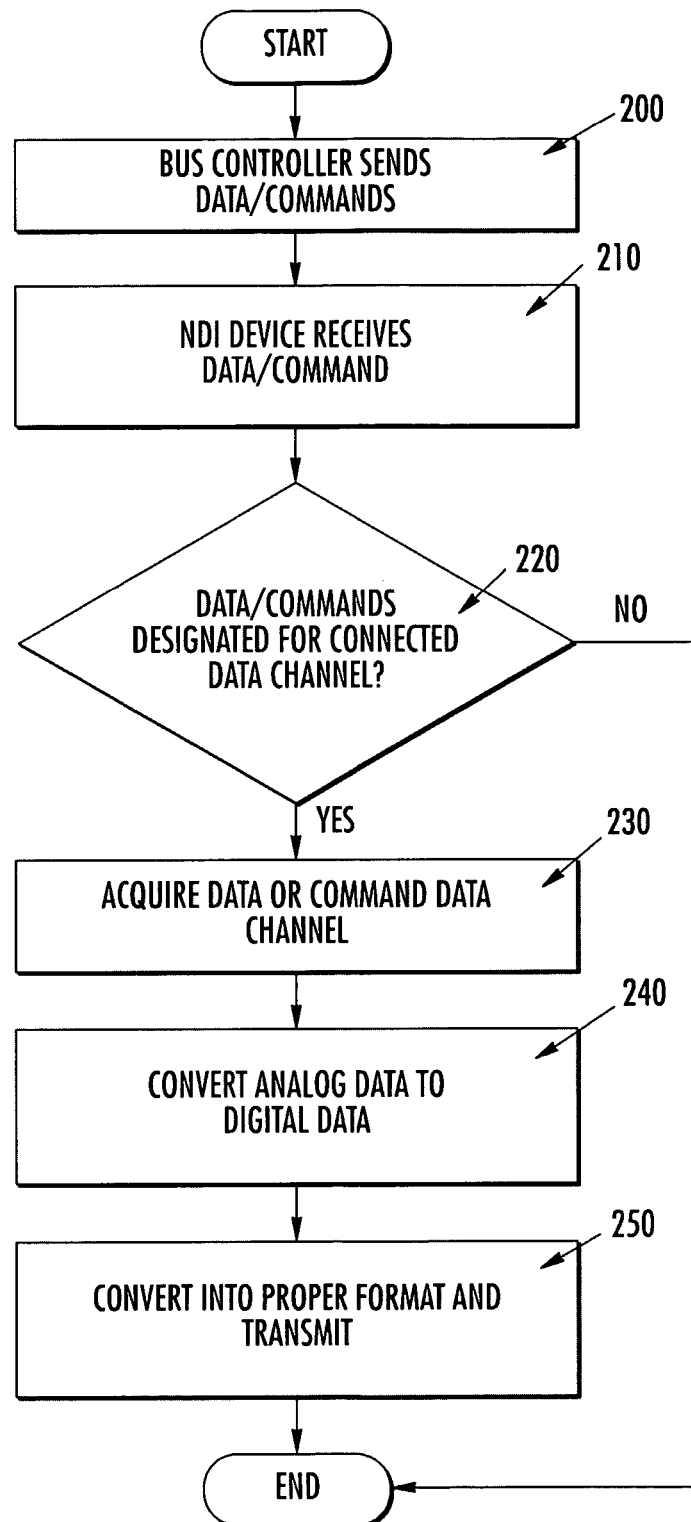 START
200
BUS CONTROLLER SENDS
DATA/COMMANDS
210
NDI DEVICE RECEIVES
DATA/COMMAND
220
DATA/COMMANDS
DESIGNATED FOR CONNECTED
DATA CHANNEL?
NO
YES
230
ACQUIRE DATA OR COMMAND DATA
CHANNEL
240
CONVERT ANALOG DATA TO
DIGITAL DATA
250
CONVERT INTO PROPER FORMAT AND
TRANSMIT
END